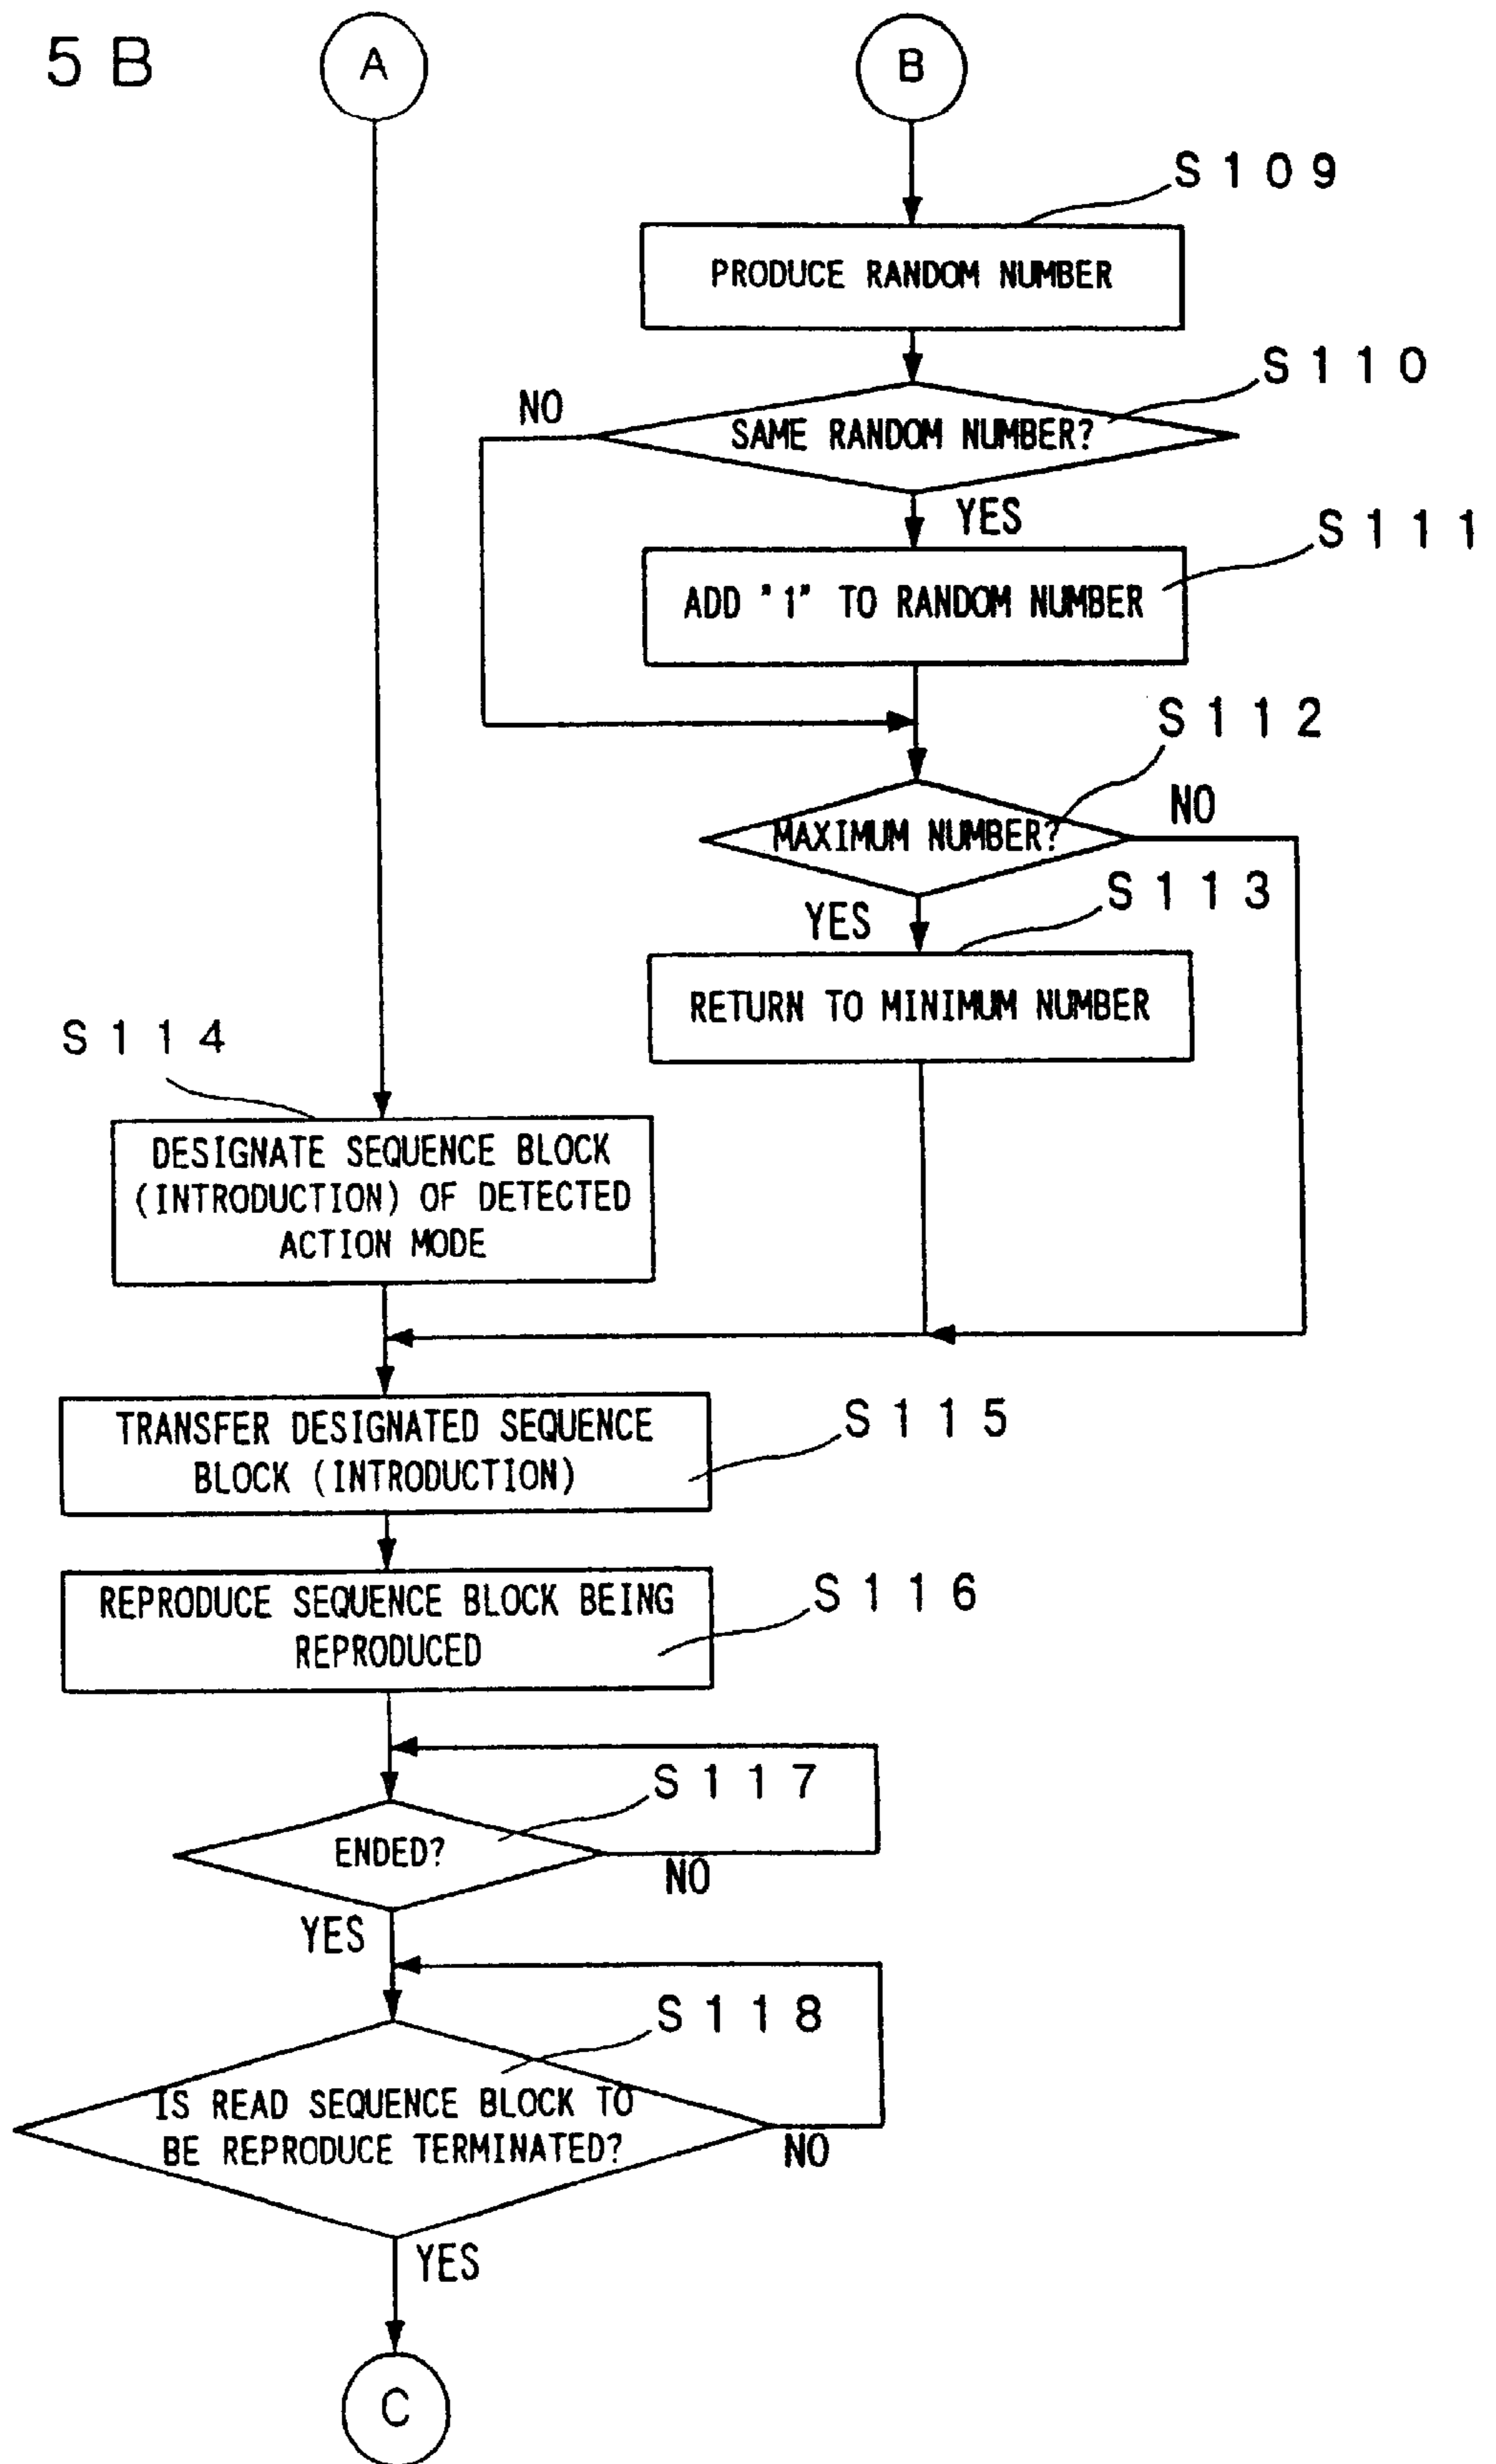 5 B
A
B
S109
PRODUCE RANDOM NUMBER
S110
NO
SAME RANDOM NUMBER?
YES
S111
ADD "1" TO RANDOM NUMBER
S112
MAXIMUM NUMBER?
NO
S113
YES
RETURN TO MINIMUM NUMBER
S114
DESIGNATE SEQUENCE BLOCK
(INTRODUCTION) OF DETECTED
ACTION MODE
TRANSFER DESIGNATED SEQUENCE
BLOCK (INTRODUCTION)
S115
REPRODUCE SEQUENCE BLOCK BEING
REPRODUCED
S116
S117
ENDED?
NO
YES
S118
IS READ SEQUENCE BLOCK TO
BE REPRODUCE TERMINATED?
NO
YES
C